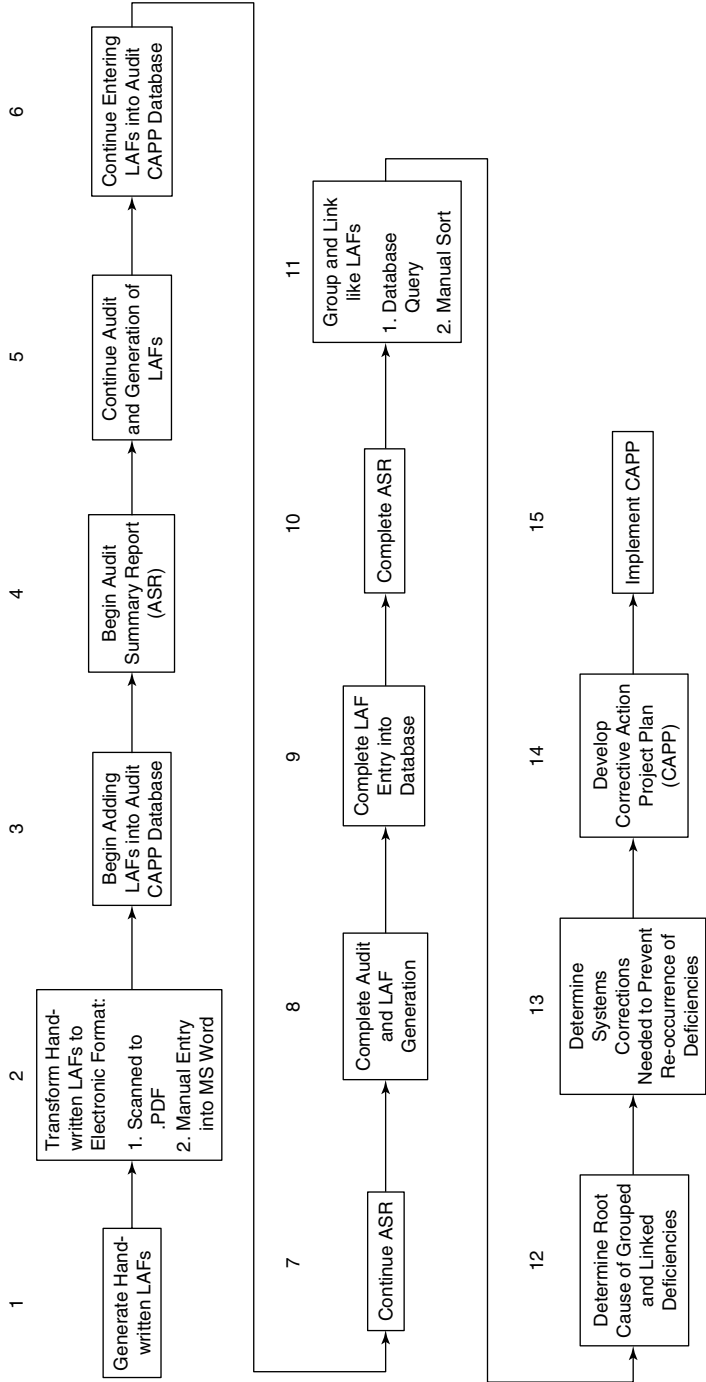 1
Generate Hand-
written LAFs
2
Transform Hand-
written LAFs to
Electronic Format:
1. Scanned to
.PDF
2. Manual Entry
into MS Word
3
Begin Adding
LAFs into Audit
CAPP Database
4
Begin Audit
Summary Report
(ASR)
5
Continue Audit
and Generation of
LAFs
6
Continue Entering
LAFs into Audit
CAPP Database
7
Continue ASR
8
Complete Audit
and LAF
Generation
9
Complete LAF
Entry into
Database
10
Complete ASR
11
Group and Link
like LAFs
1. Database
Query
2. Manual Sort
12
Determine Root
Cause of Grouped
and Linked
Deficiencies
13
Determine
Systems
Corrections
Needed to Prevent
Re-occurrence of
Deficiencies
14
Develop
Corrective Action
Project Plan
(CAPP)
15
Implement CAPP